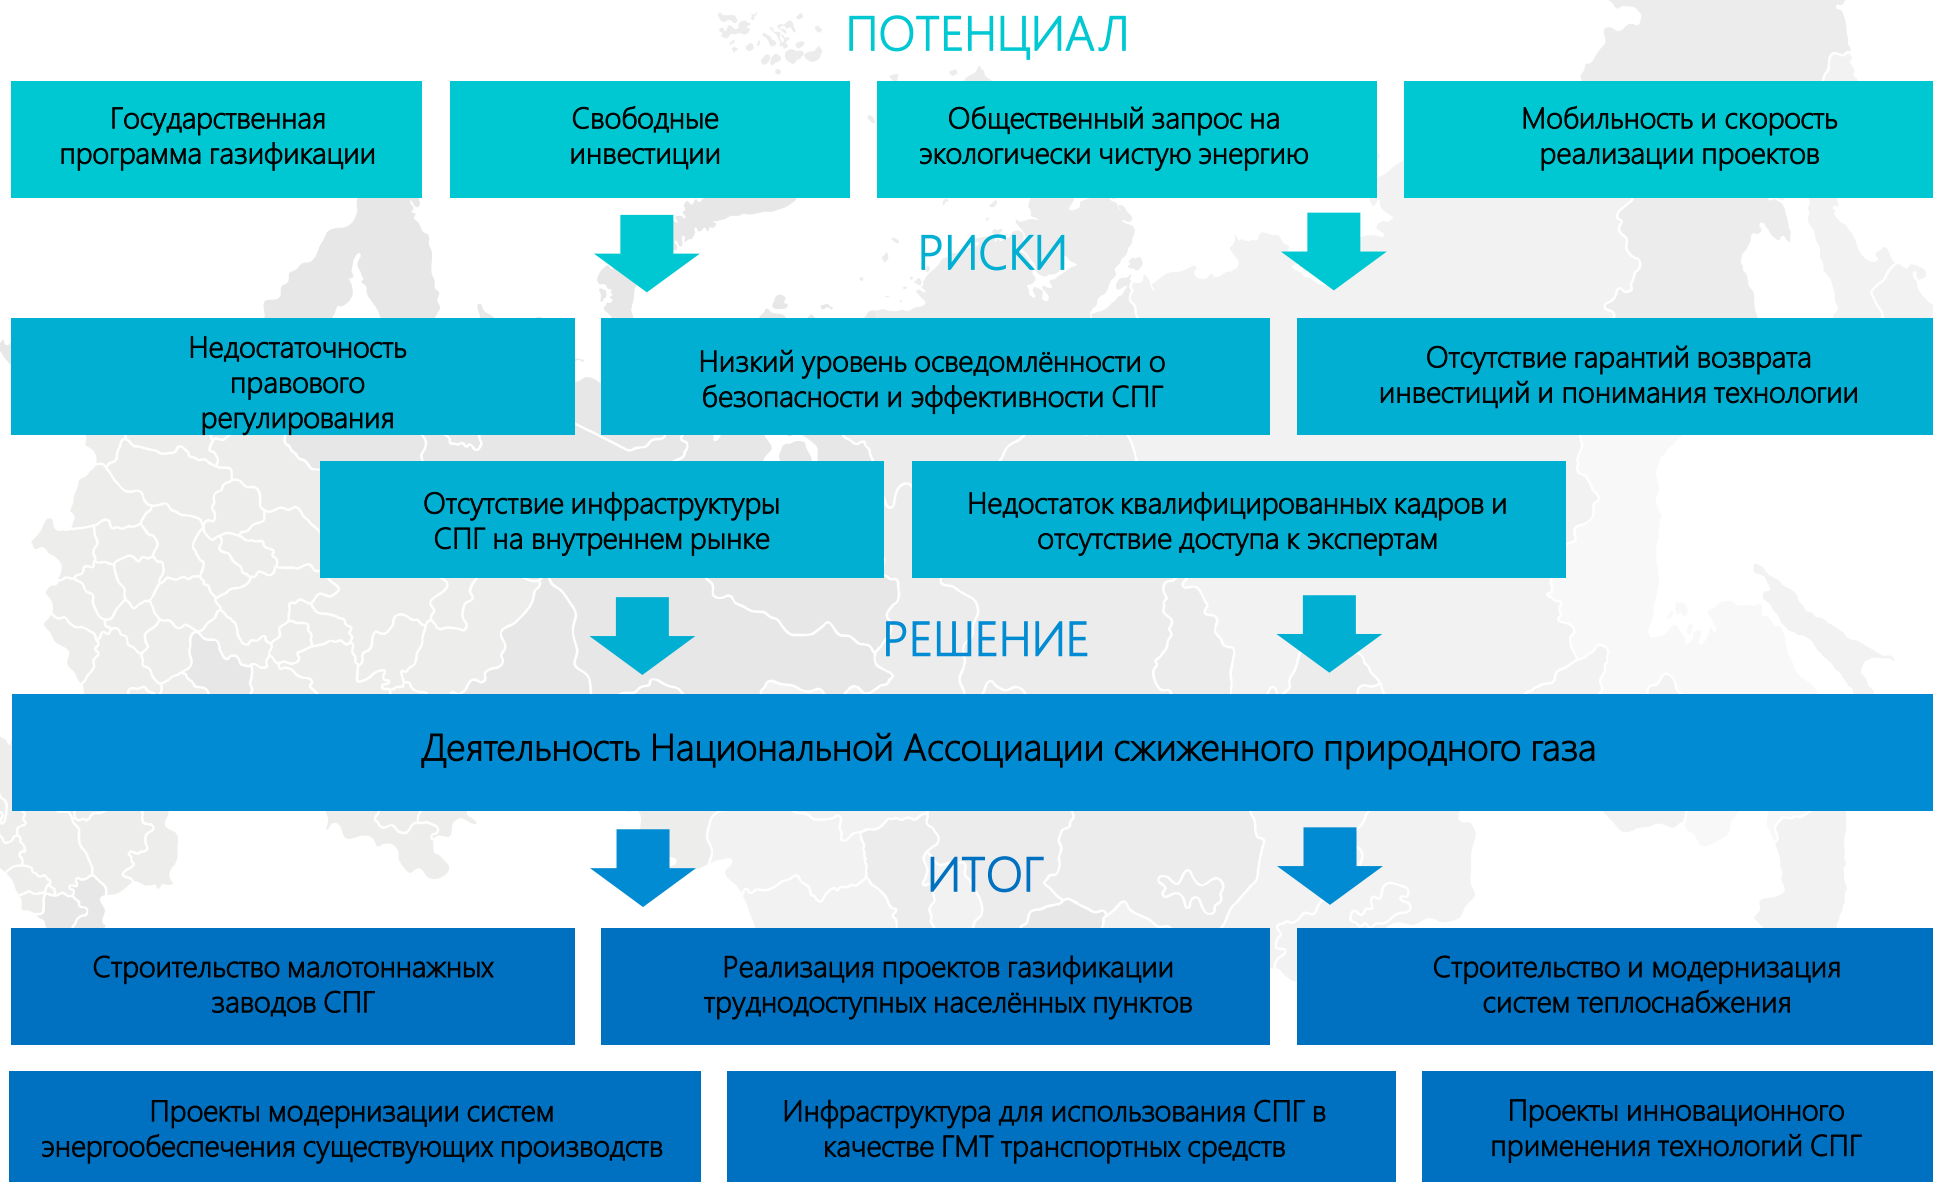 ПОТЕНЦИАЛ
Государственная
программа газификации
Свободные
инвестиции
Общественный запрос на
экологически чистую энергию
Мобильность и скорость
реализации проектов
РИСКИ
Недостаточность
правового
регулирования
Низкий уровень осведомлённости о
безопасности и эффективности СПГ
Отсутствие гарантий возврата
инвестиций и понимания технологии
Отсутствие инфраструктуры
СПГ на внутреннем рынке
Недостаток квалифицированных кадров и
отсутствие доступа к экспертам
РЕШЕНИЕ
Деятельность Национальной Ассоциации сжиженного природного газа
ИТОГ
Строительство малотоннажных
заводов СПГ
Реализация проектов газификации
труднодоступных населённых пунктов
Строительство и модернизация
систем теплоснабжения
Проекты модернизации систем
энергообеспечения существующих производств
Инфраструктура для использования СПГ в
качестве ГМТ транспортных средств
Проекты инновационного
применения технологий СПГ